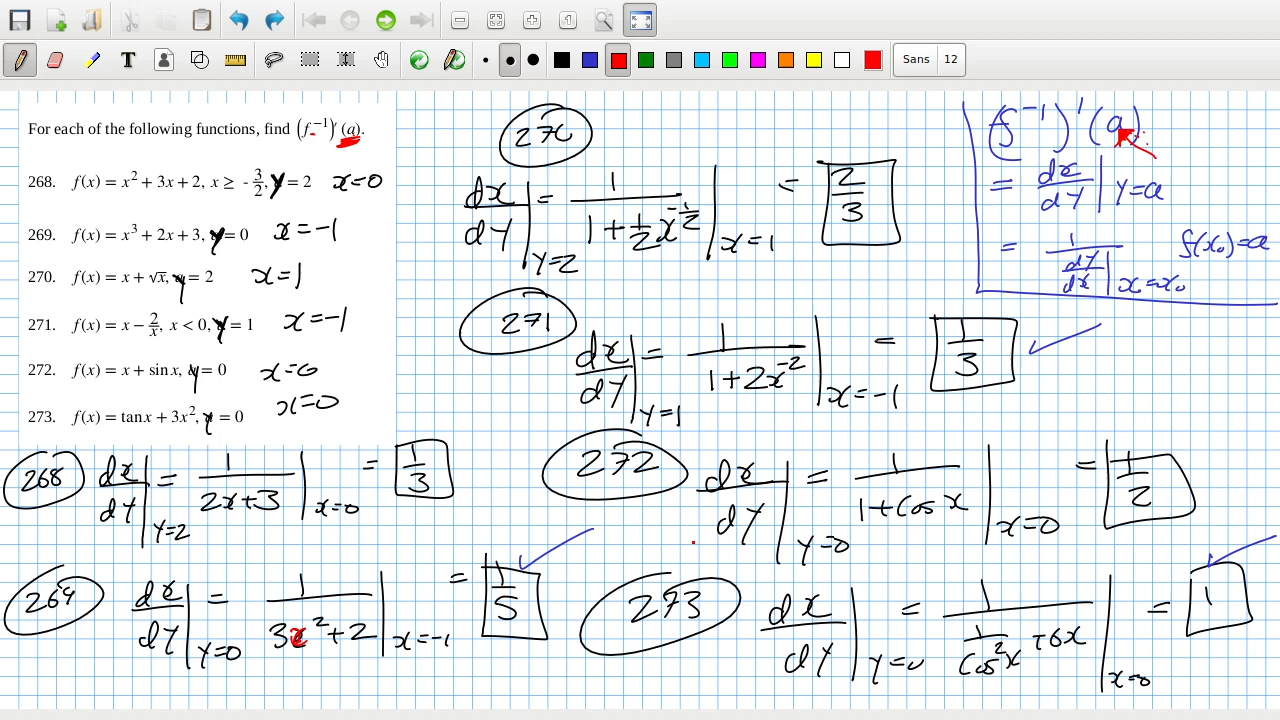 Sans 12
For each of the following functions, find (f⁻¹)′(a).
268. f(x) = x² + 3x + 2, x ≥ -3/2, y = 2 x=0
269. f(x) = x³ + 2x + 3, y = 0 x=-1
270. f(x) = x + √x, y = 2 x=1
271. f(x) = x − 2/x, x < 0, y = 1 x=-1
272. f(x) = x + sin x, y = 0 x=0
273. f(x) = tan x + 3x², y = 0 x=0
268 dx/dy |y=2 = 1/(2x+3) |x=0 = 1/3
269 dx/dy |y=0 = 1/(3x²+2) |x=-1 = 1/5
270
dx/dy |y=2 = 1/(1+1/2 x^(-1/2)) |x=1 = 2/3
271
dx/dy |y=1 = 1/(1+2x⁻²) |x=-1 = 1/3
272 dx/dy |y=0 = 1/(1+cos x) |x=0 = 1/2
273 dx/dy |y=0 = 1/(1/cos²x +6x) |x=0 = 1
(f⁻¹)'(a)
= dx/dy |y=a
= 1/(dy/dx) |x=x₀ f(x₀)=a